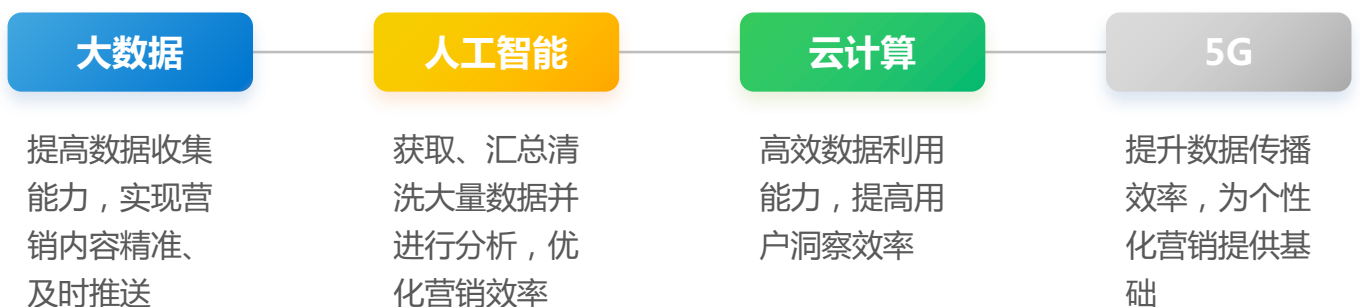 大数据
人工智能
云计算
5G
提高数据收集
能力，实现营
销内容精准、
及时推送
获取、汇总清
洗大量数据并
进行分析，优
化营销效率
高效数据利用
能力，提高用
户洞察效率
提升数据传播
效率，为个性
化营销提供基
础